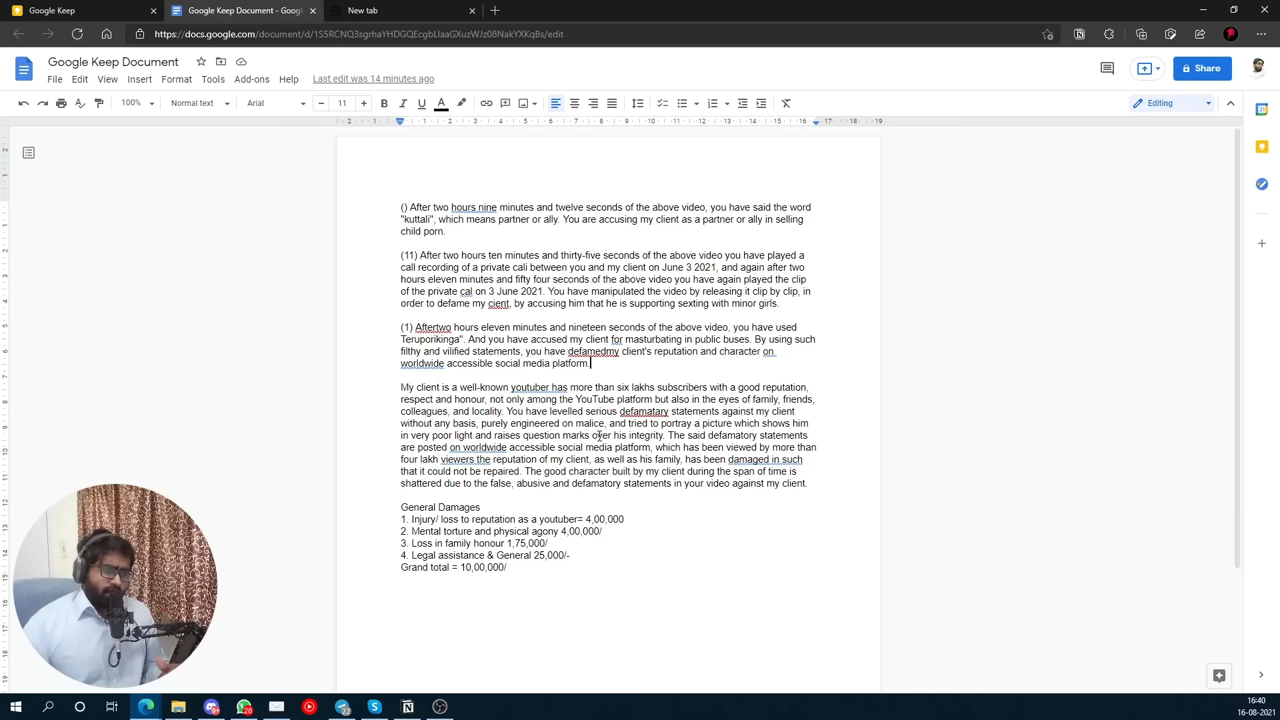 Google Keep
Google Keep Document - Googl
New tab
https://docs.google.com/document/d/1S5RCNQ3sgrhaYHDGQEcgbLlaaGXuzWJz08NakYXKqBs/edit
Google Keep Document
File Edit View Insert Format Tools Add-ons Help Last edit was 14 minutes ago
Share
100% Normal text Arial 11 Editing
() After two hours nine minutes and twelve seconds of the above video, you have said the word
"kuttali", which means partner or ally. You are accusing my client as a partner or ally in selling
child porn.
(11) After two hours ten minutes and thirty-five seconds of the above video you have played a
call recording of a private cali between you and my client on June 3 2021, and again after two
hours eleven minutes and fifty four seconds of the above video you have again played the clip
of the private cal on 3 June 2021. You have manipulated the video by releasing it clip by clip, in
order to defame my cient, by accusing him that he is supporting sexting with minor girls.
(1) Aftertwo hours eleven minutes and nineteen seconds of the above video, you have used
Teruporikinga". And you have accused my client for masturbating in public buses. By using such
filthy and vilified statements, you have defamedmy client's reputation and character on
worldwide accessible social media platform.
My client is a well-known youtuber has more than six lakhs subscribers with a good reputation,
respect and honour, not only among the YouTube platform but also in the eyes of family, friends,
colleagues, and locality. You have levelled serious defamatary statements against my client
without any basis, purely engineered on malice, and tried to portray a picture which shows him
in very poor light and raises question marks over his integrity. The said defamatory statements
are posted on worldwide accessible social media platform, which has been viewed by more than
four lakh viewers the reputation of my client, as well as his family, has been damaged in such
that it could not be repaired. The good character built by my client during the span of time is
shattered due to the false, abusive and defamatory statements in your video against my client.
General Damages
1. Injury/ loss to reputation as a youtuber= 4,00,000
2. Mental torture and physical agony 4,00,000/
3. Loss in family honour 1,75,000/
4. Legal assistance & General 25,000/-
Grand total = 10,00,000/
16:40
16-08-2021